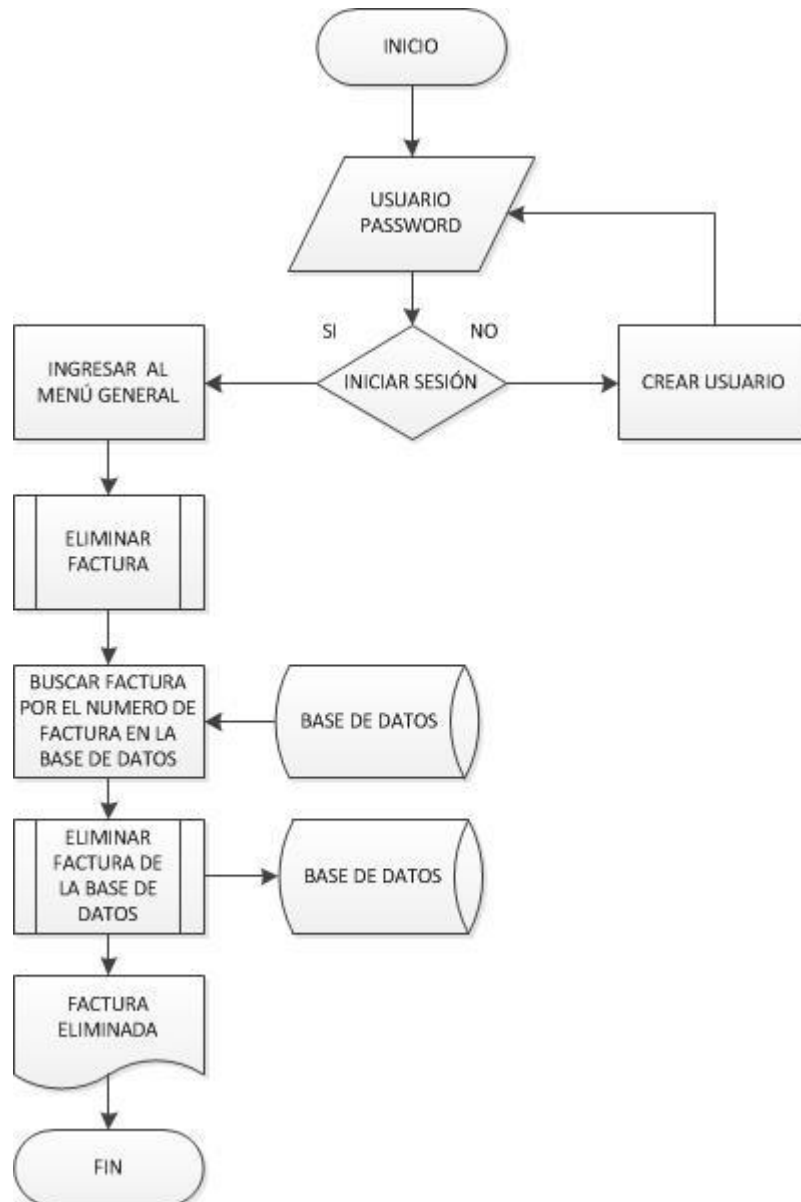 INICIO
USUARIO
PASSWORD
SI
NO
INGRESAR AL
MENÚ GENERAL
INICIAR SESIÓN
CREAR USUARIO
ELIMINAR
FACTURA
BUSCAR FACTURA
POR EL NUMERO DE
FACTURA EN LA
BASE DE DATOS
BASE DE DATOS
ELIMINAR
FACTURA DE
LA BASE DE
DATOS
BASE DE DATOS
FACTURA
ELIMINADA
FIN